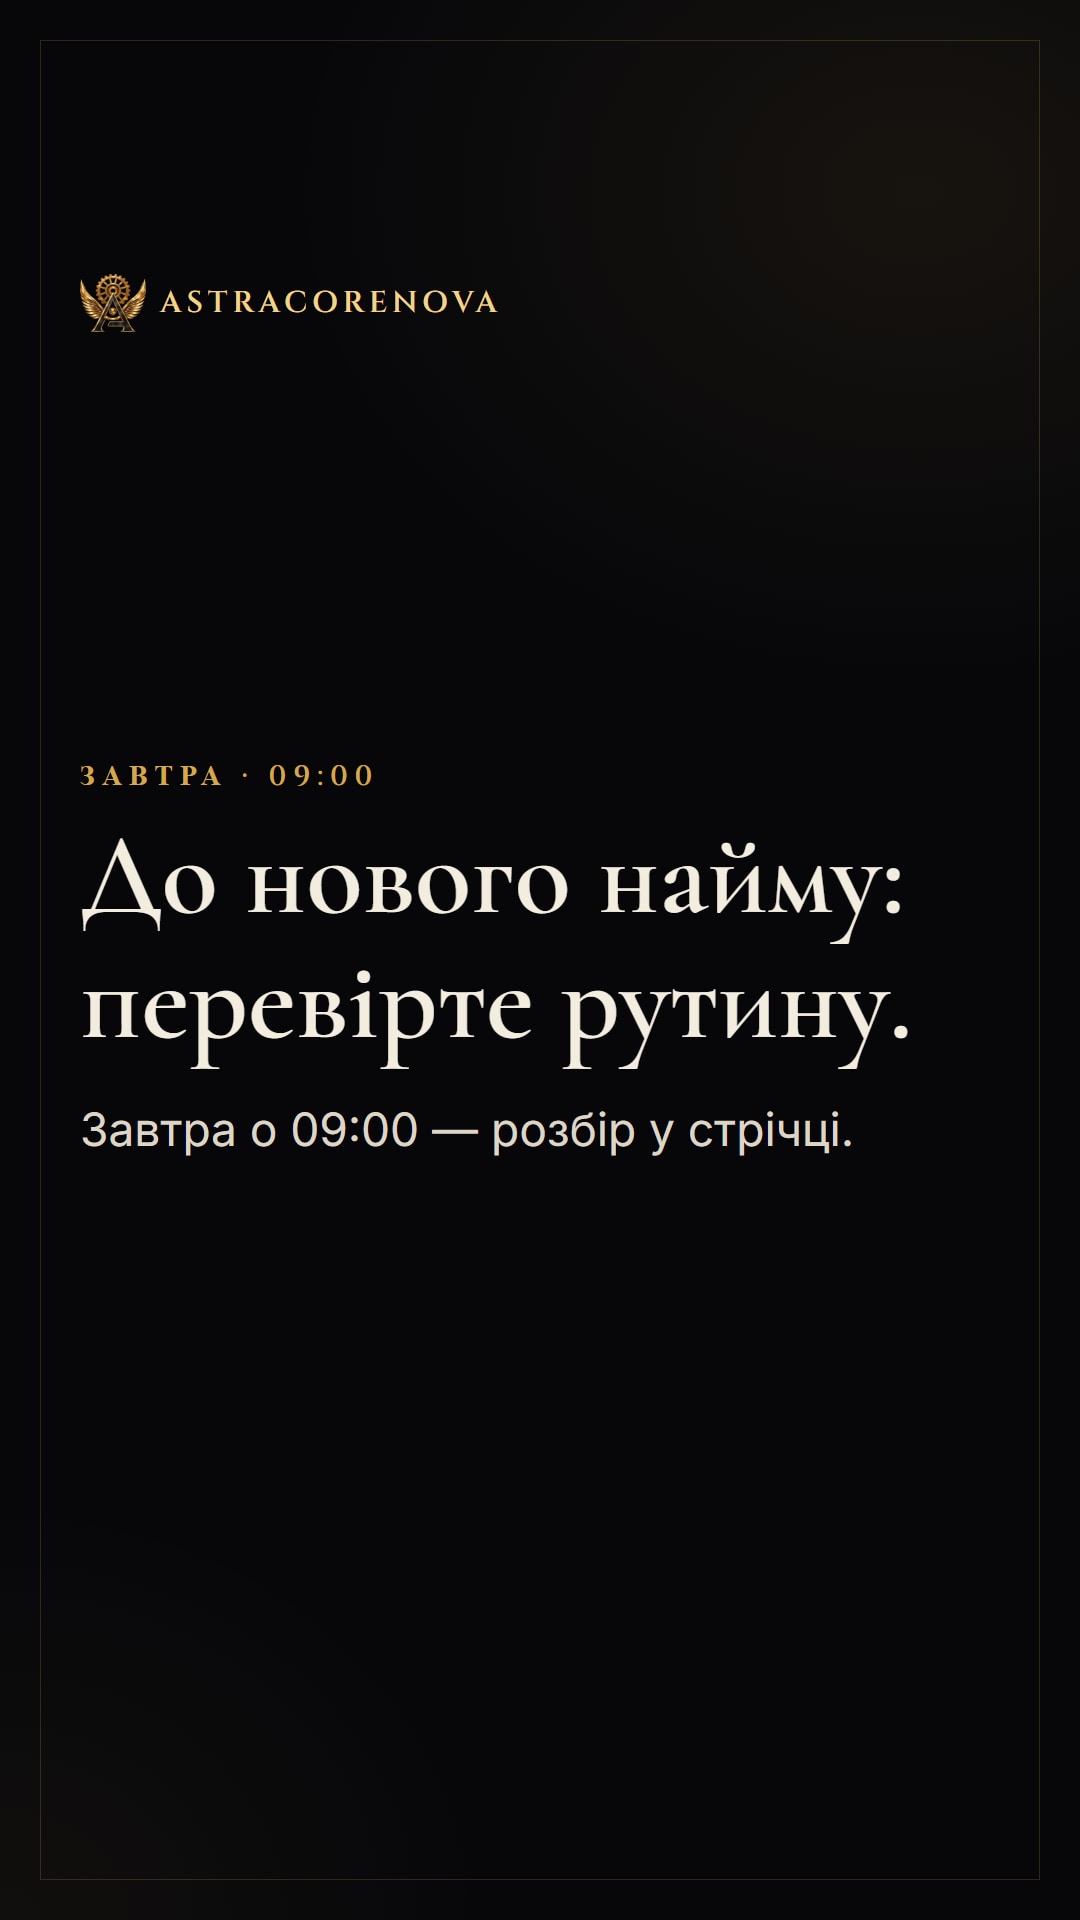 ASTRACORENOVA
ЗАВТРА · 09:00
До нового найму:
перевірте рутину.
Завтра о 09:00 — розбір у стрічці.